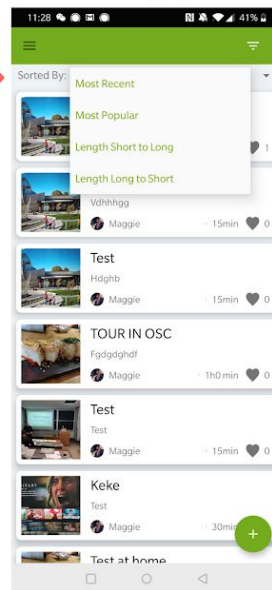 11:28 41%
Sorted By:
Most Recent
Most Popular
Length Short to Long
Length Long to Short
1
Vdhhhgg
Maggie · 15min 0
Test
Hdghb
Maggie · 15min 0
TOUR IN OSC
Fgdgdghdf
Maggie · 1h0 min 0
Test
Test
Maggie · 15min 0
Keke
Test
Maggie · 30min
Test at home